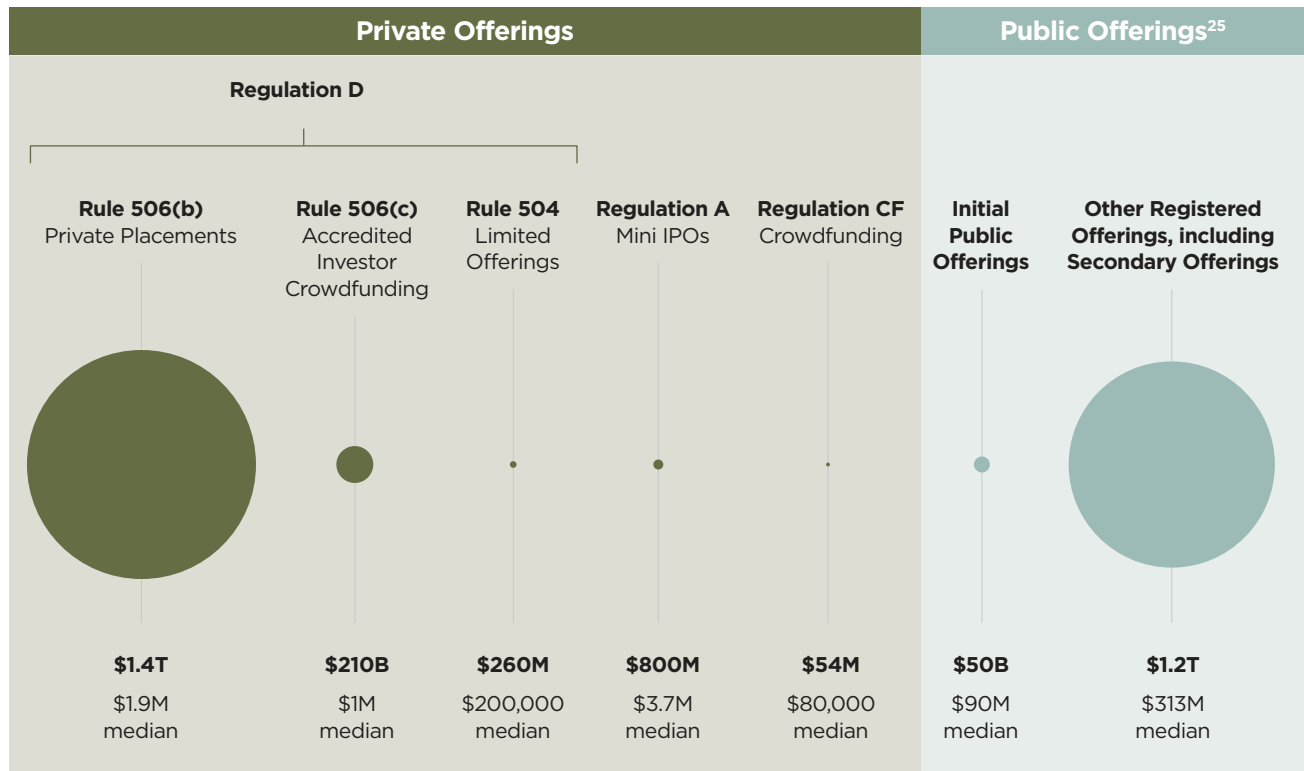 Private Offerings
Public Offerings25
Regulation D
Rule 506(b)
Private Placements
Rule 506(c)
Accredited
Investor
Crowdfunding
Rule 504
Limited
Offerings
Regulation A
Mini IPOs
Regulation CF
Crowdfunding
Initial
Public
Offerings
Other Registered
Offerings, including
Secondary Offerings
$1.4T
$1.9M
median
$210B
$1M
median
$260M
$200,000
median
$800M
$3.7M
median
$54M
$80,000
median
$50B
$90M
median
$1.2T
$313M
median